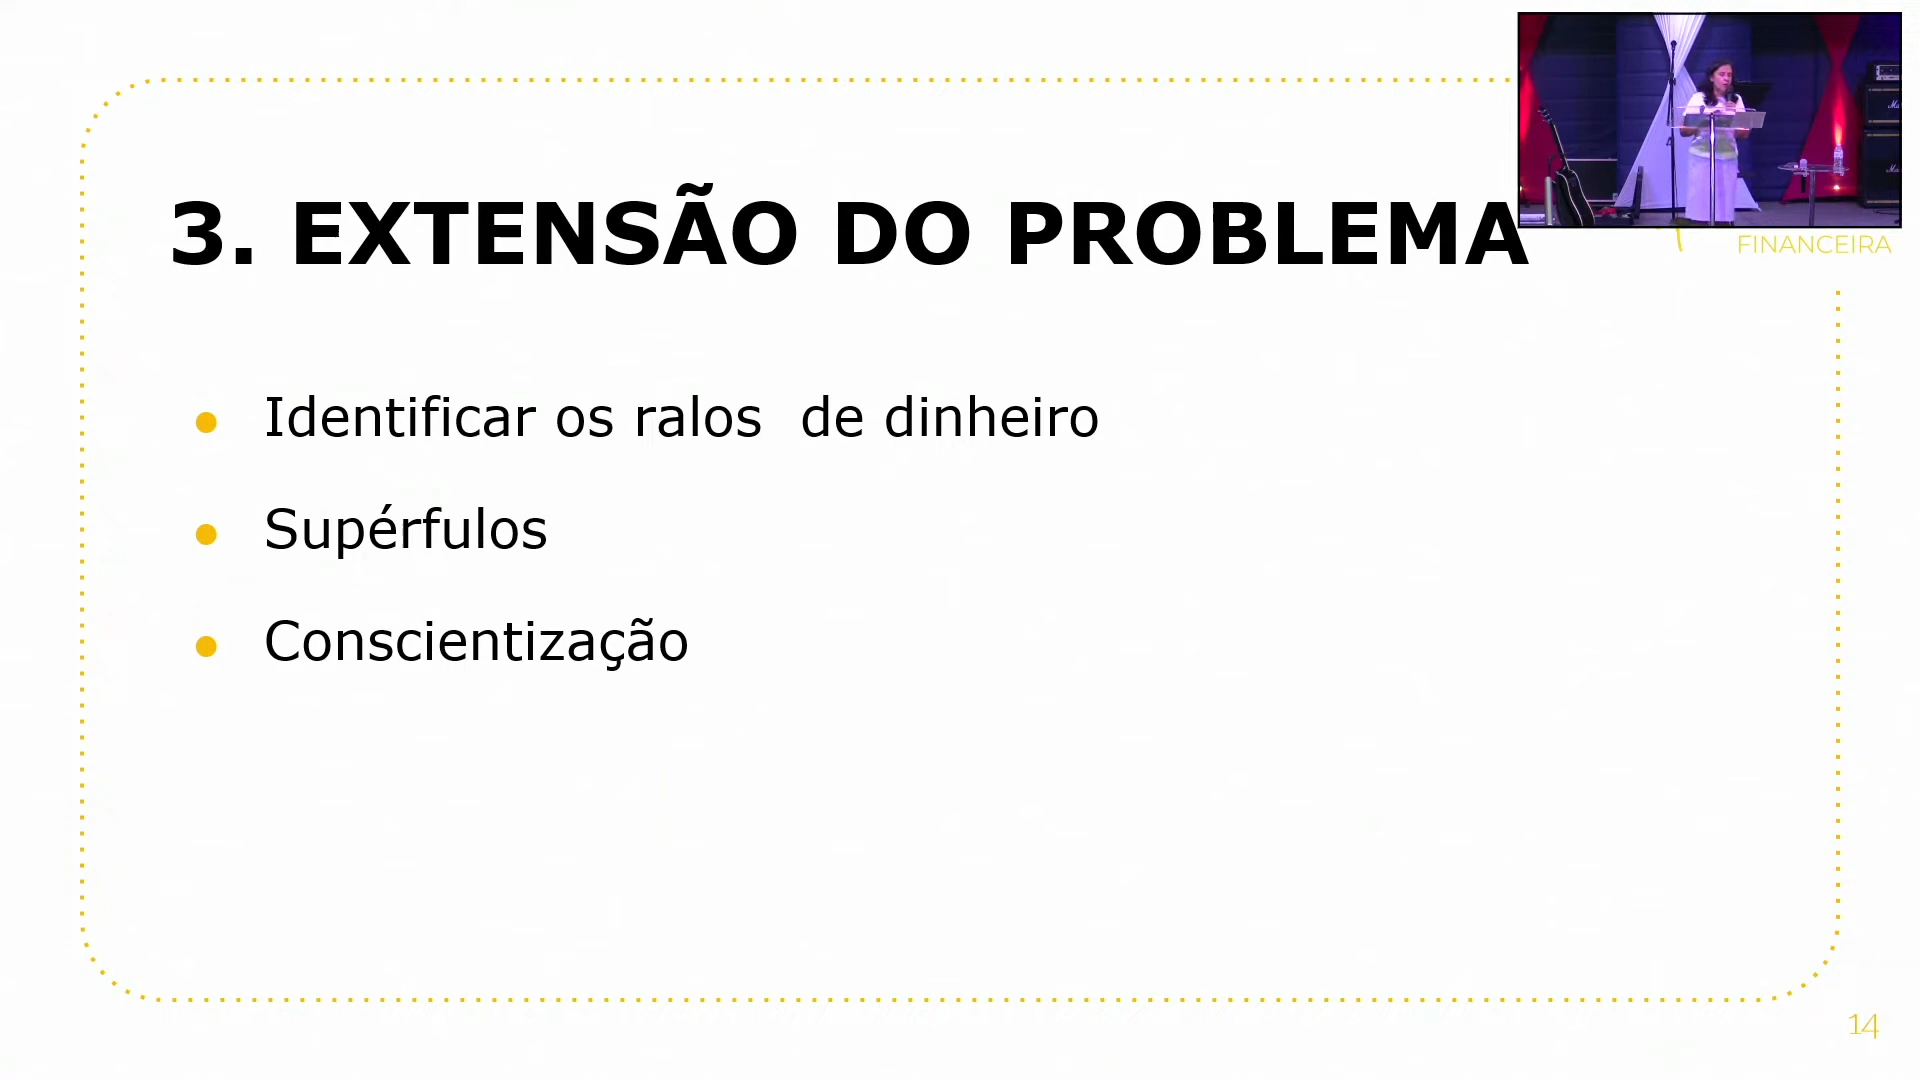 3. EXTENSÃO DO PROBLEMA
FINANCEIRA
Identificar os ralos  de dinheiro
Supérfulos
Conscientização
14